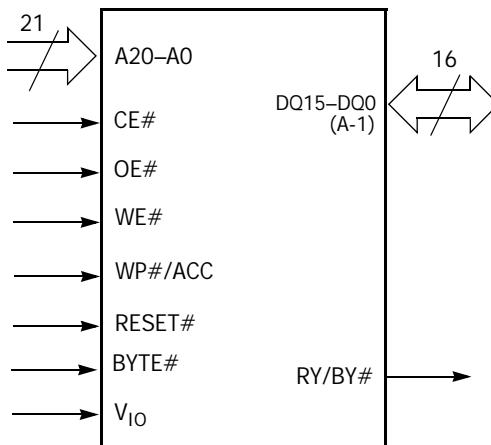 21
A20–A0
16
DQ15–DQ0
(A-1)
CE#
OE#
WE#
WP#/ACC
RESET#
BYTE#
RY/BY#
VIO